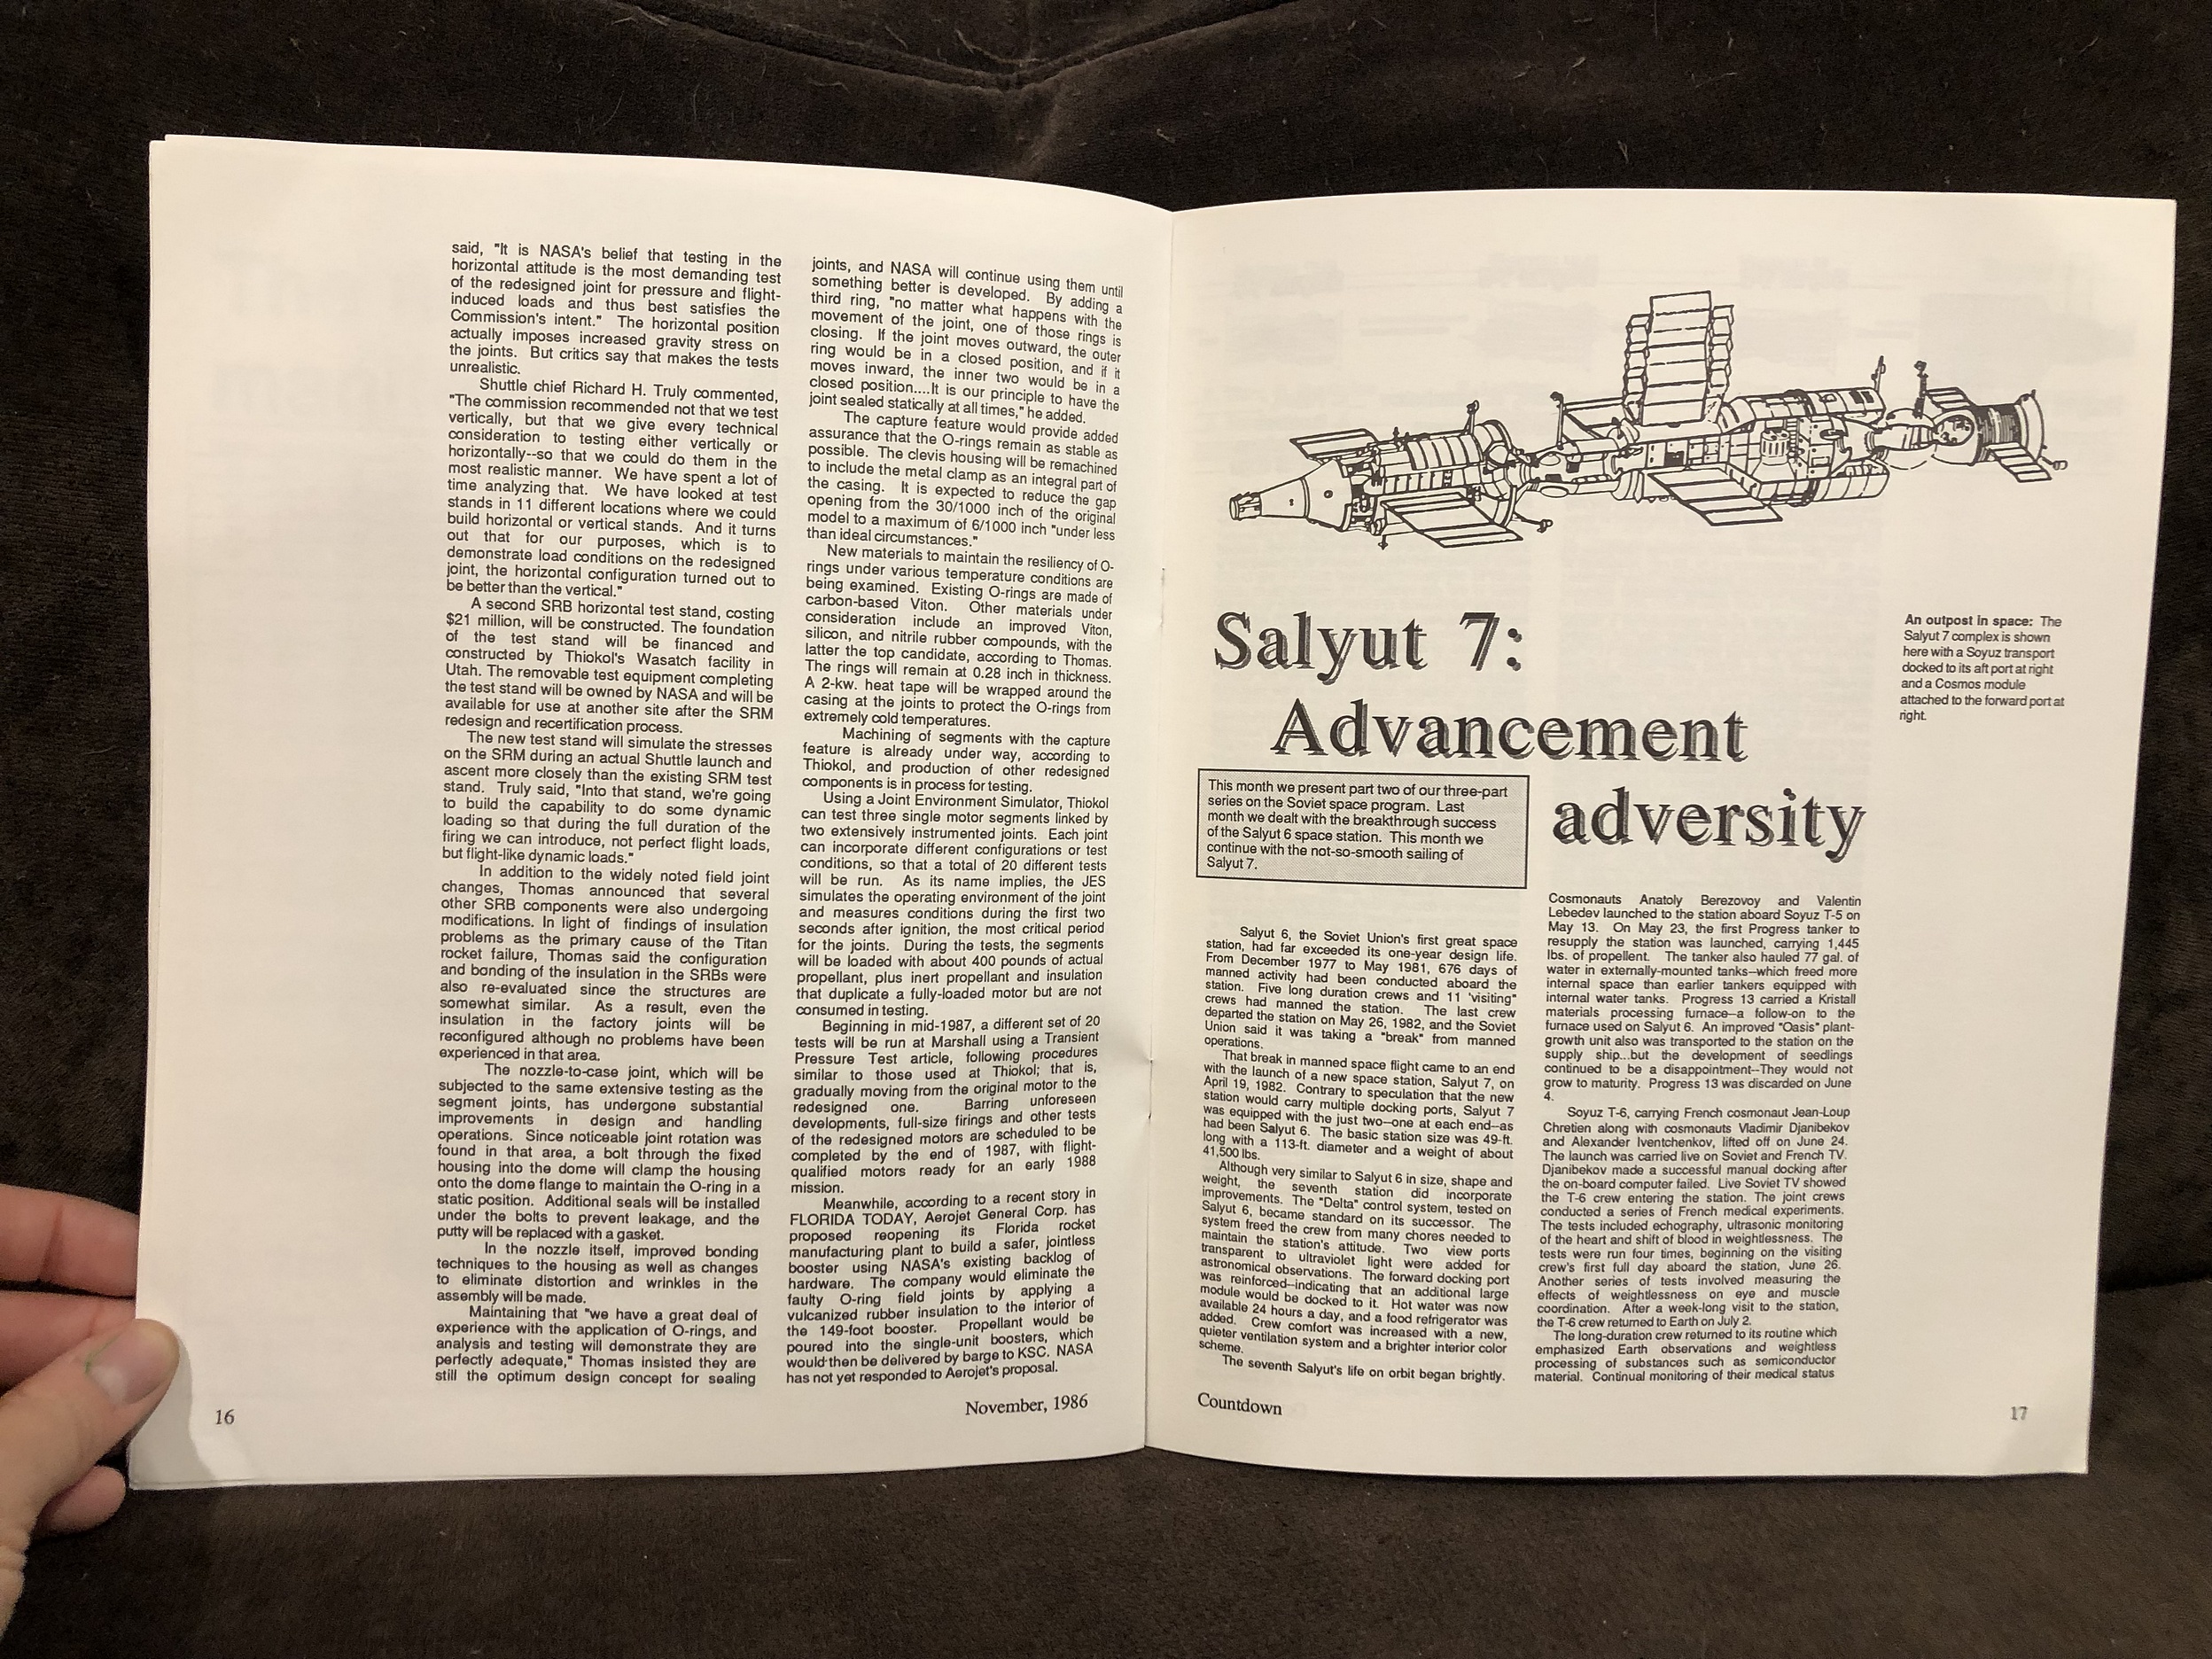 said, "It is NASA's belief that testing in the
horizontal attitude is the most demanding test
of the redesigned joint for pressure and flight-
induced loads and thus best satisfies the
Commission's intent." The horizontal position
actually imposes increased gravity stress on
the joints. But critics say that makes the tests
unrealistic.
Shuttle chief Richard H. Truly commented,
"The commission recommended not that we test
vertically, but that we give every technical
consideration to testing either vertically or
horizontally--so that we could do them in the
most realistic manner. We have spent a lot of
time analyzing that. We have looked at test
stands in 11 different locations where we could
build horizontal or vertical stands. And it turns
out that for our purposes, which is to
demonstrate load conditions on the redesigned
joint, the horizontal configuration turned out to
be better than the vertical."
A second SRB horizontal test stand, costing
$21 million, will be constructed. The foundation
of the test stand will be financed and
constructed by Thiokol's Wasatch facility in
Utah. The removable test equipment completing
the test stand will be owned by NASA and will be
available for use at another site after the SRM
redesign and recertification process.
The new test stand will simulate the stresses
on the SRM during an actual Shuttle launch and
ascent more closely than the existing SRM test
stand. Truly said, "Into that stand, we're going
to build the capability to do some dynamic
loading so that during the full duration of the
firing we can introduce, not perfect flight loads,
but flight-like dynamic loads."
In addition to the widely noted field joint
changes, Thomas announced that several
other SRB components were also undergoing
modifications. In light of findings of insulation
problems as the primary cause of the Titan
rocket failure, Thomas said the configuration
and bonding of the insulation in the SRBs were
also re-evaluated since the structures are
somewhat similar. As a result, even the
insulation in the factory joints will be
reconfigured although no problems have been
experienced in that area.
The nozzle-to-case joint, which will be
subjected to the same extensive testing as the
segment joints, has undergone substantial
improvements in design and handling
operations. Since noticeable joint rotation was
found in that area, a bolt through the fixed
housing into the dome will clamp the housing
onto the dome flange to maintain the O-ring in a
static position. Additional seals will be installed
under the bolts to prevent leakage, and the
putty will be replaced with a gasket.
In the nozzle itself, improved bonding
techniques to the housing as well as changes
to eliminate distortion and wrinkles in the
assembly will be made.
Maintaining that "we have a great deal of
experience with the application of O-rings, and
analysis and testing will demonstrate they are
perfectly adequate," Thomas insisted they are
still the optimum design concept for sealing
joints, and NASA will continue using them until
something better is developed. By adding a
third ring, "no matter what happens with the
movement of the joint, one of those rings is
closing. If the joint moves outward, the outer
ring would be in a closed position, and if it
moves inward, the inner two would be in a
closed position....It is our principle to have the
joint sealed statically at all times," he added.
The capture feature would provide added
assurance that the O-rings remain as stable as
possible. The clevis housing will be remachined
to include the metal clamp as an integral part of
the casing. It is expected to reduce the gap
opening from the 30/1000 inch of the original
model to a maximum of 6/1000 inch "under less
than ideal circumstances."
New materials to maintain the resiliency of O-
rings under various temperature conditions are
being examined. Existing O-rings are made of
carbon-based Viton. Other materials under
consideration include an improved Viton,
silicon, and nitrile rubber compounds, with the
latter the top candidate, according to Thomas.
The rings will remain at 0.28 inch in thickness.
A 2-kw. heat tape will be wrapped around the
casing at the joints to protect the O-rings from
extremely cold temperatures.
Machining of segments with the capture
feature is already under way, according to
Thiokol, and production of other redesigned
components is in process for testing.
Using a Joint Environment Simulator, Thiokol
can test three single motor segments linked by
two extensively instrumented joints. Each joint
can incorporate different configurations or test
conditions, so that a total of 20 different tests
will be run. As its name implies, the JES
simulates the operating environment of the joint
and measures conditions during the first two
seconds after ignition, the most critical period
for the joints. During the tests, the segments
will be loaded with about 400 pounds of actual
propellant, plus inert propellant and insulation
that duplicate a fully-loaded motor but are not
consumed in testing.
Beginning in mid-1987, a different set of 20
tests will be run at Marshall using a Transient
Pressure Test article, following procedures
similar to those used at Thiokol; that is,
gradually moving from the original motor to the
redesigned one. Barring unforeseen
developments, full-size firings and other tests
of the redesigned motors are scheduled to be
completed by the end of 1987, with flight-
qualified motors ready for an early 1988
mission.
Meanwhile, according to a recent story in
FLORIDA TODAY, Aerojet General Corp. has
proposed reopening its Florida rocket
manufacturing plant to build a safer, jointless
booster using NASA's existing backlog of
hardware. The company would eliminate the
faulty O-ring field joints by applying a
vulcanized rubber insulation to the interior of
the 149-foot booster. Propellant would be
poured into the single-unit boosters, which
would then be delivered by barge to KSC. NASA
has not yet responded to Aerojet's proposal.
16
November, 1986
Salyut 7:
Advancement
adversity
An outpost in space: The
Salyut 7 complex is shown
here with a Soyuz transport
docked to its aft port at right
and a Cosmos module
attached to the forward port at
right.
This month we present part two of our three-part
series on the Soviet space program. Last
month we dealt with the breakthrough success
of the Salyut 6 space station. This month we
continue with the not-so-smooth sailing of
Salyut 7.
Salyut 6, the Soviet Union's first great space
station, had far exceeded its one-year design life.
From December 1977 to May 1981, 676 days of
manned activity had been conducted aboard the
station. Five long duration crews and 11 'visiting"
crews had manned the station. The last crew
departed the station on May 26, 1982, and the Soviet
Union said it was taking a "break" from manned
operations.
That break in manned space flight came to an end
with the launch of a new space station, Salyut 7, on
April 19, 1982. Contrary to speculation that the new
station would carry multiple docking ports, Salyut 7
was equipped with the just two--one at each end--as
had been Salyut 6. The basic station size was 49-ft.
long with a 113-ft. diameter and a weight of about
41,500 lbs.
Although very similar to Salyut 6 in size, shape and
weight, the seventh station did incorporate
improvements. The "Delta" control system, tested on
Salyut 6, became standard on its successor. The
system freed the crew from many chores needed to
maintain the station's attitude. Two view ports
transparent to ultraviolet light were added for
astronomical observations. The forward docking port
was reinforced--indicating that an additional large
module would be docked to it. Hot water was now
available 24 hours a day, and a food refrigerator was
added. Crew comfort was increased with a new,
quieter ventilation system and a brighter interior color
scheme.
The seventh Salyut's life on orbit began brightly.
Cosmonauts Anatoly Berezovoy and Valentin
Lebedev launched to the station aboard Soyuz T-5 on
May 13. On May 23, the first Progress tanker to
resupply the station was launched, carrying 1,445
lbs. of propellent. The tanker also hauled 77 gal. of
water in externally-mounted tanks--which freed more
internal space than earlier tankers equipped with
internal water tanks. Progress 13 carried a Kristall
materials processing furnace--a follow-on to the
furnace used on Salyut 6. An improved "Oasis" plant-
growth unit also was transported to the station on the
supply ship...but the development of seedlings
continued to be a disappointment--They would not
grow to maturity. Progress 13 was discarded on June
4.
Soyuz T-6, carrying French cosmonaut Jean-Loup
Chretien along with cosmonauts Vladimir Djanibekov
and Alexander Iventchenkov, lifted off on June 24.
The launch was carried live on Soviet and French TV.
Djanibekov made a successful manual docking after
the on-board computer failed. Live Soviet TV showed
the T-6 crew entering the station. The joint crews
conducted a series of French medical experiments.
The tests included echography, ultrasonic monitoring
of the heart and shift of blood in weightlessness. The
tests were run four times, beginning on the visiting
crew's first full day aboard the station, June 26.
Another series of tests involved measuring the
effects of weightlessness on eye and muscle
coordination. After a week-long visit to the station,
the T-6 crew returned to Earth on July 2.
The long-duration crew returned to its routine which
emphasized Earth observations and weightless
processing of substances such as semiconductor
material. Continual monitoring of their medical status
Countdown
17